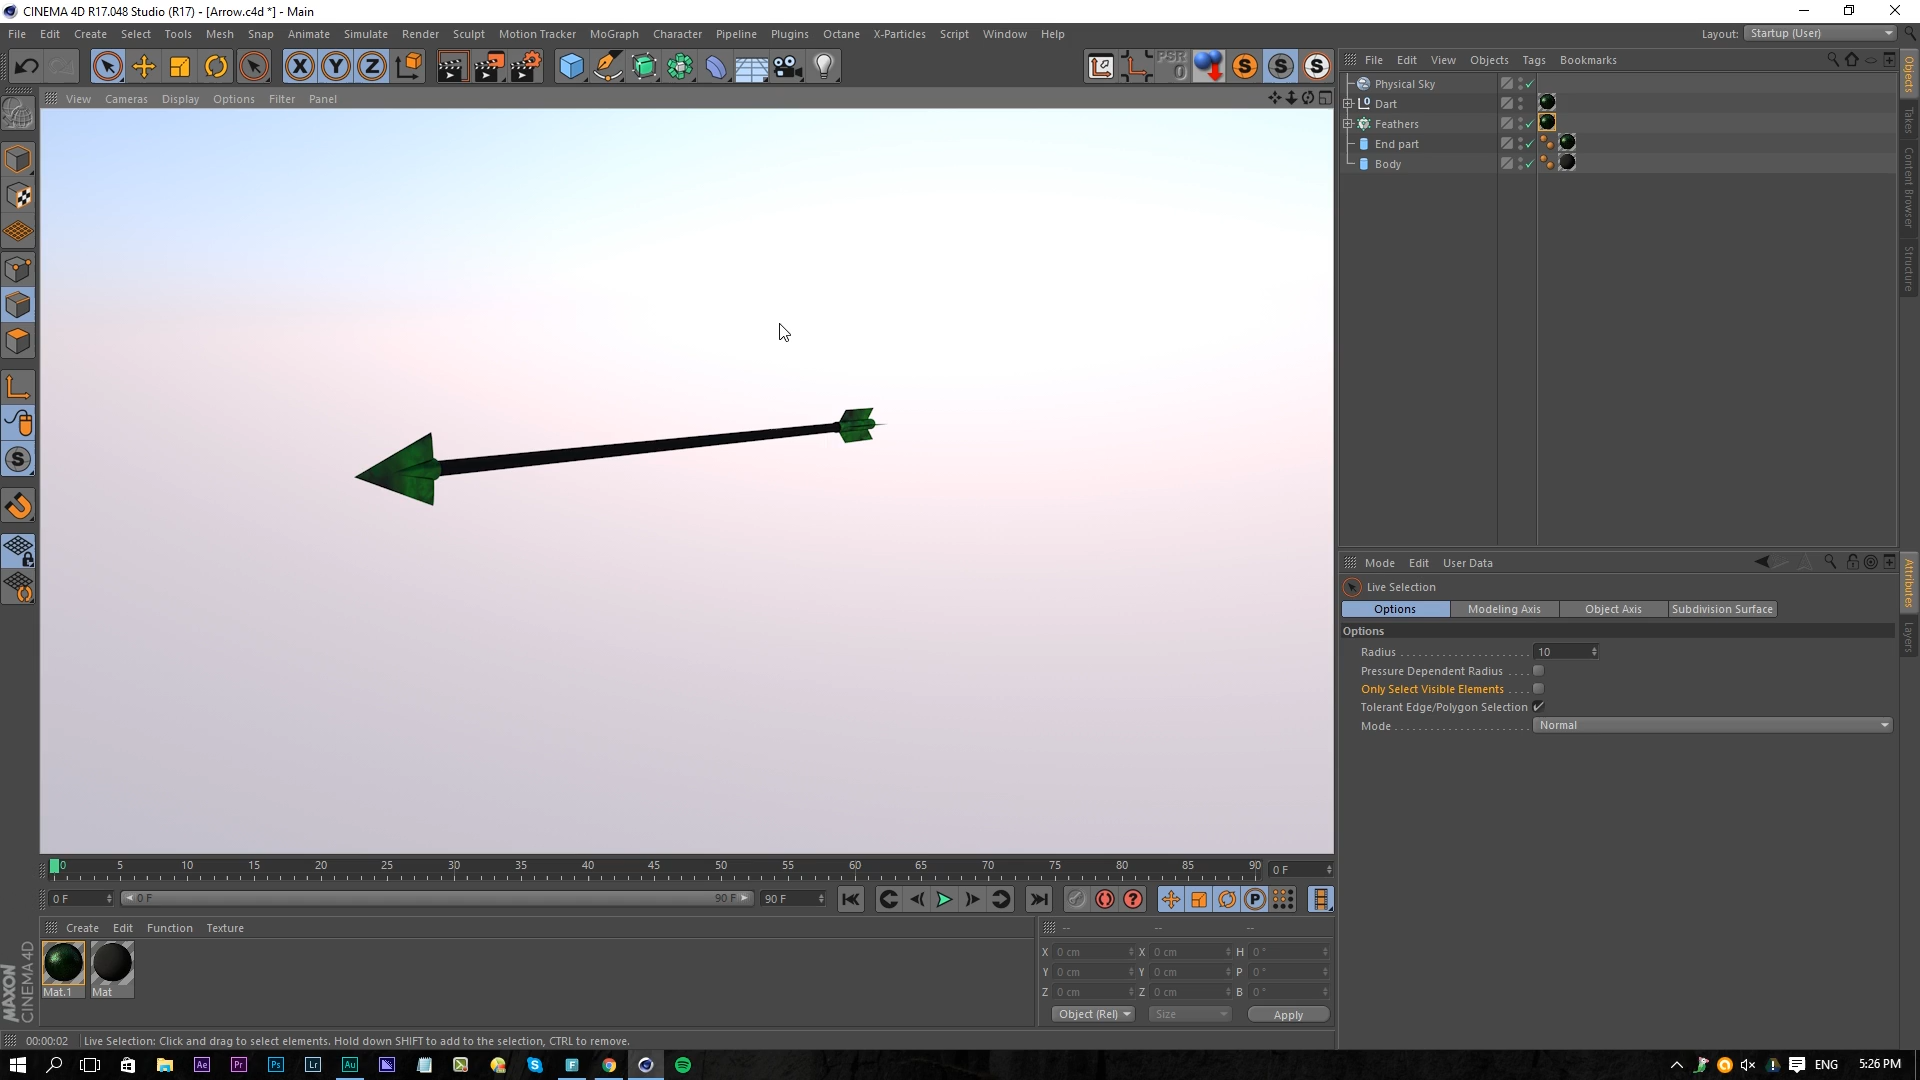 CINEMA 4D R17.048 Studio (R17) - [Arrow.c4d *] - Main
File Edit Create Select Tools Mesh Snap Animate Simulate Render Sculpt Motion Tracker MoGraph Character Pipeline Plugins Octane X-Particles Script Window Help
Layout: Startup (User)
X Y Z
PSR
0
S S S
File Edit View Objects Tags Bookmarks
View Cameras Display Options Filter Panel
Physical Sky
Dart
Feathers
End part
Body
Objects
Takes
Content Browser
Structure
Mode Edit User Data
Live Selection
Options Modeling Axis Object Axis Subdivision Surface
Options
Radius 10
Pressure Dependent Radius
Only Select Visible Elements
Tolerant Edge/Polygon Selection
Mode Normal
Attributes
Layers
S
0 5 10 15 20 25 30 35 40 45 50 55 60 65 70 75 80 85 90 0 F
0 F 0 F 90 F 90 F
P
Create Edit Function Texture
-- -- --
Mat.1 Mat
X 0 cm X 0 cm H 0 °
Y 0 cm Y 0 cm P 0 °
Z 0 cm Z 0 cm B 0 °
Object (Rel) Size Apply
MAXON
CINEMA 4D
00:00:02 Live Selection: Click and drag to select elements. Hold down SHIFT to add to the selection, CTRL to remove.
Ae Pr Ps Lr Au F
ENG 5:26 PM